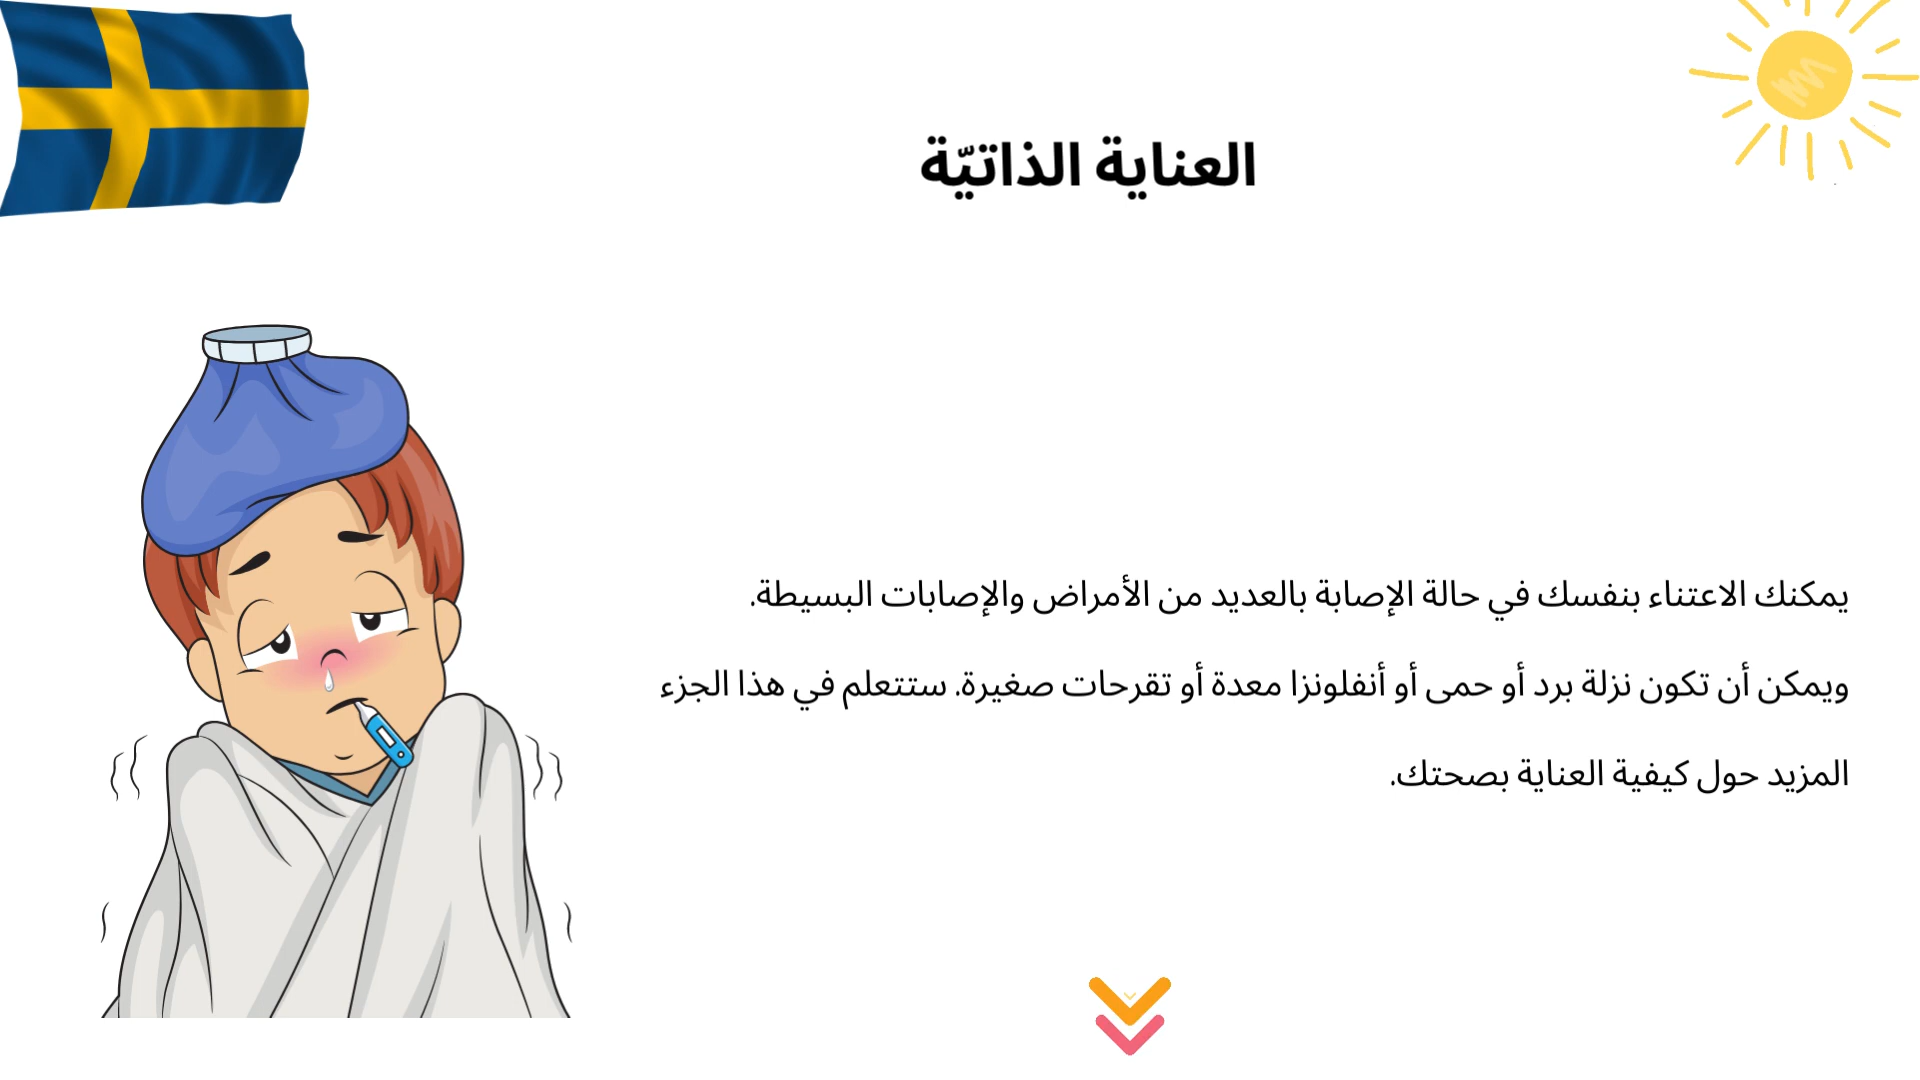 العناية الذاتيّة
يمكنك الاعتناء بنفسك في حالة الإصابة بالعديد من الأمراض والإصابات البسيطة.
ويمكن أن تكون نزلة برد أو حمى أو أنفلونزا معدة أو تقرحات صغيرة. ستتعلم في هذا الجزء
المزيد حول كيفية العناية بصحتك.